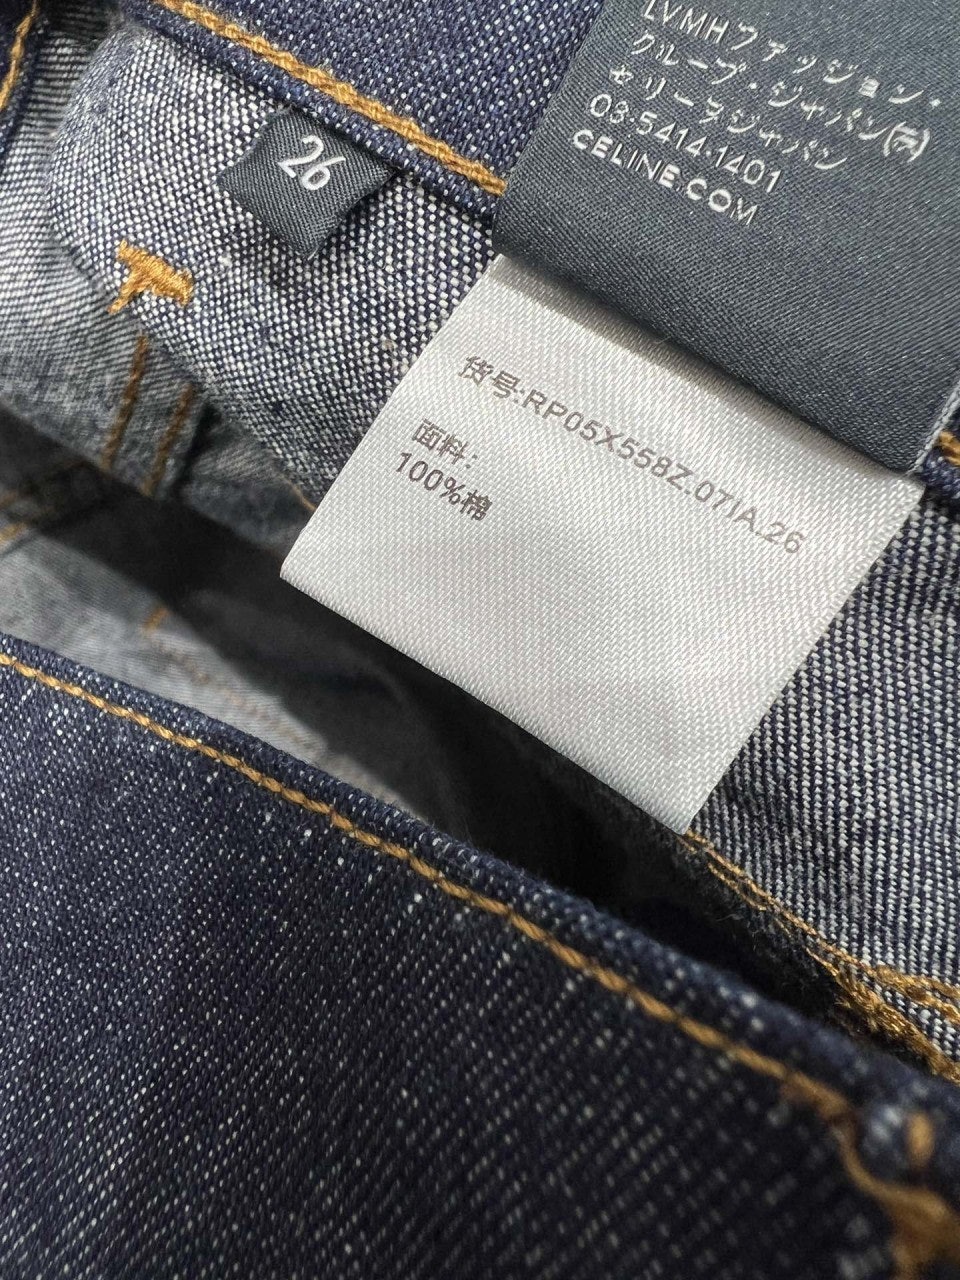 26
LVMHファッション・
グループ・ジャパン(株)
セリーヌジャパン
03-5414-1401
CELINE.COM
货号:RP05X558Z.07IA.26
面料:
100%棉